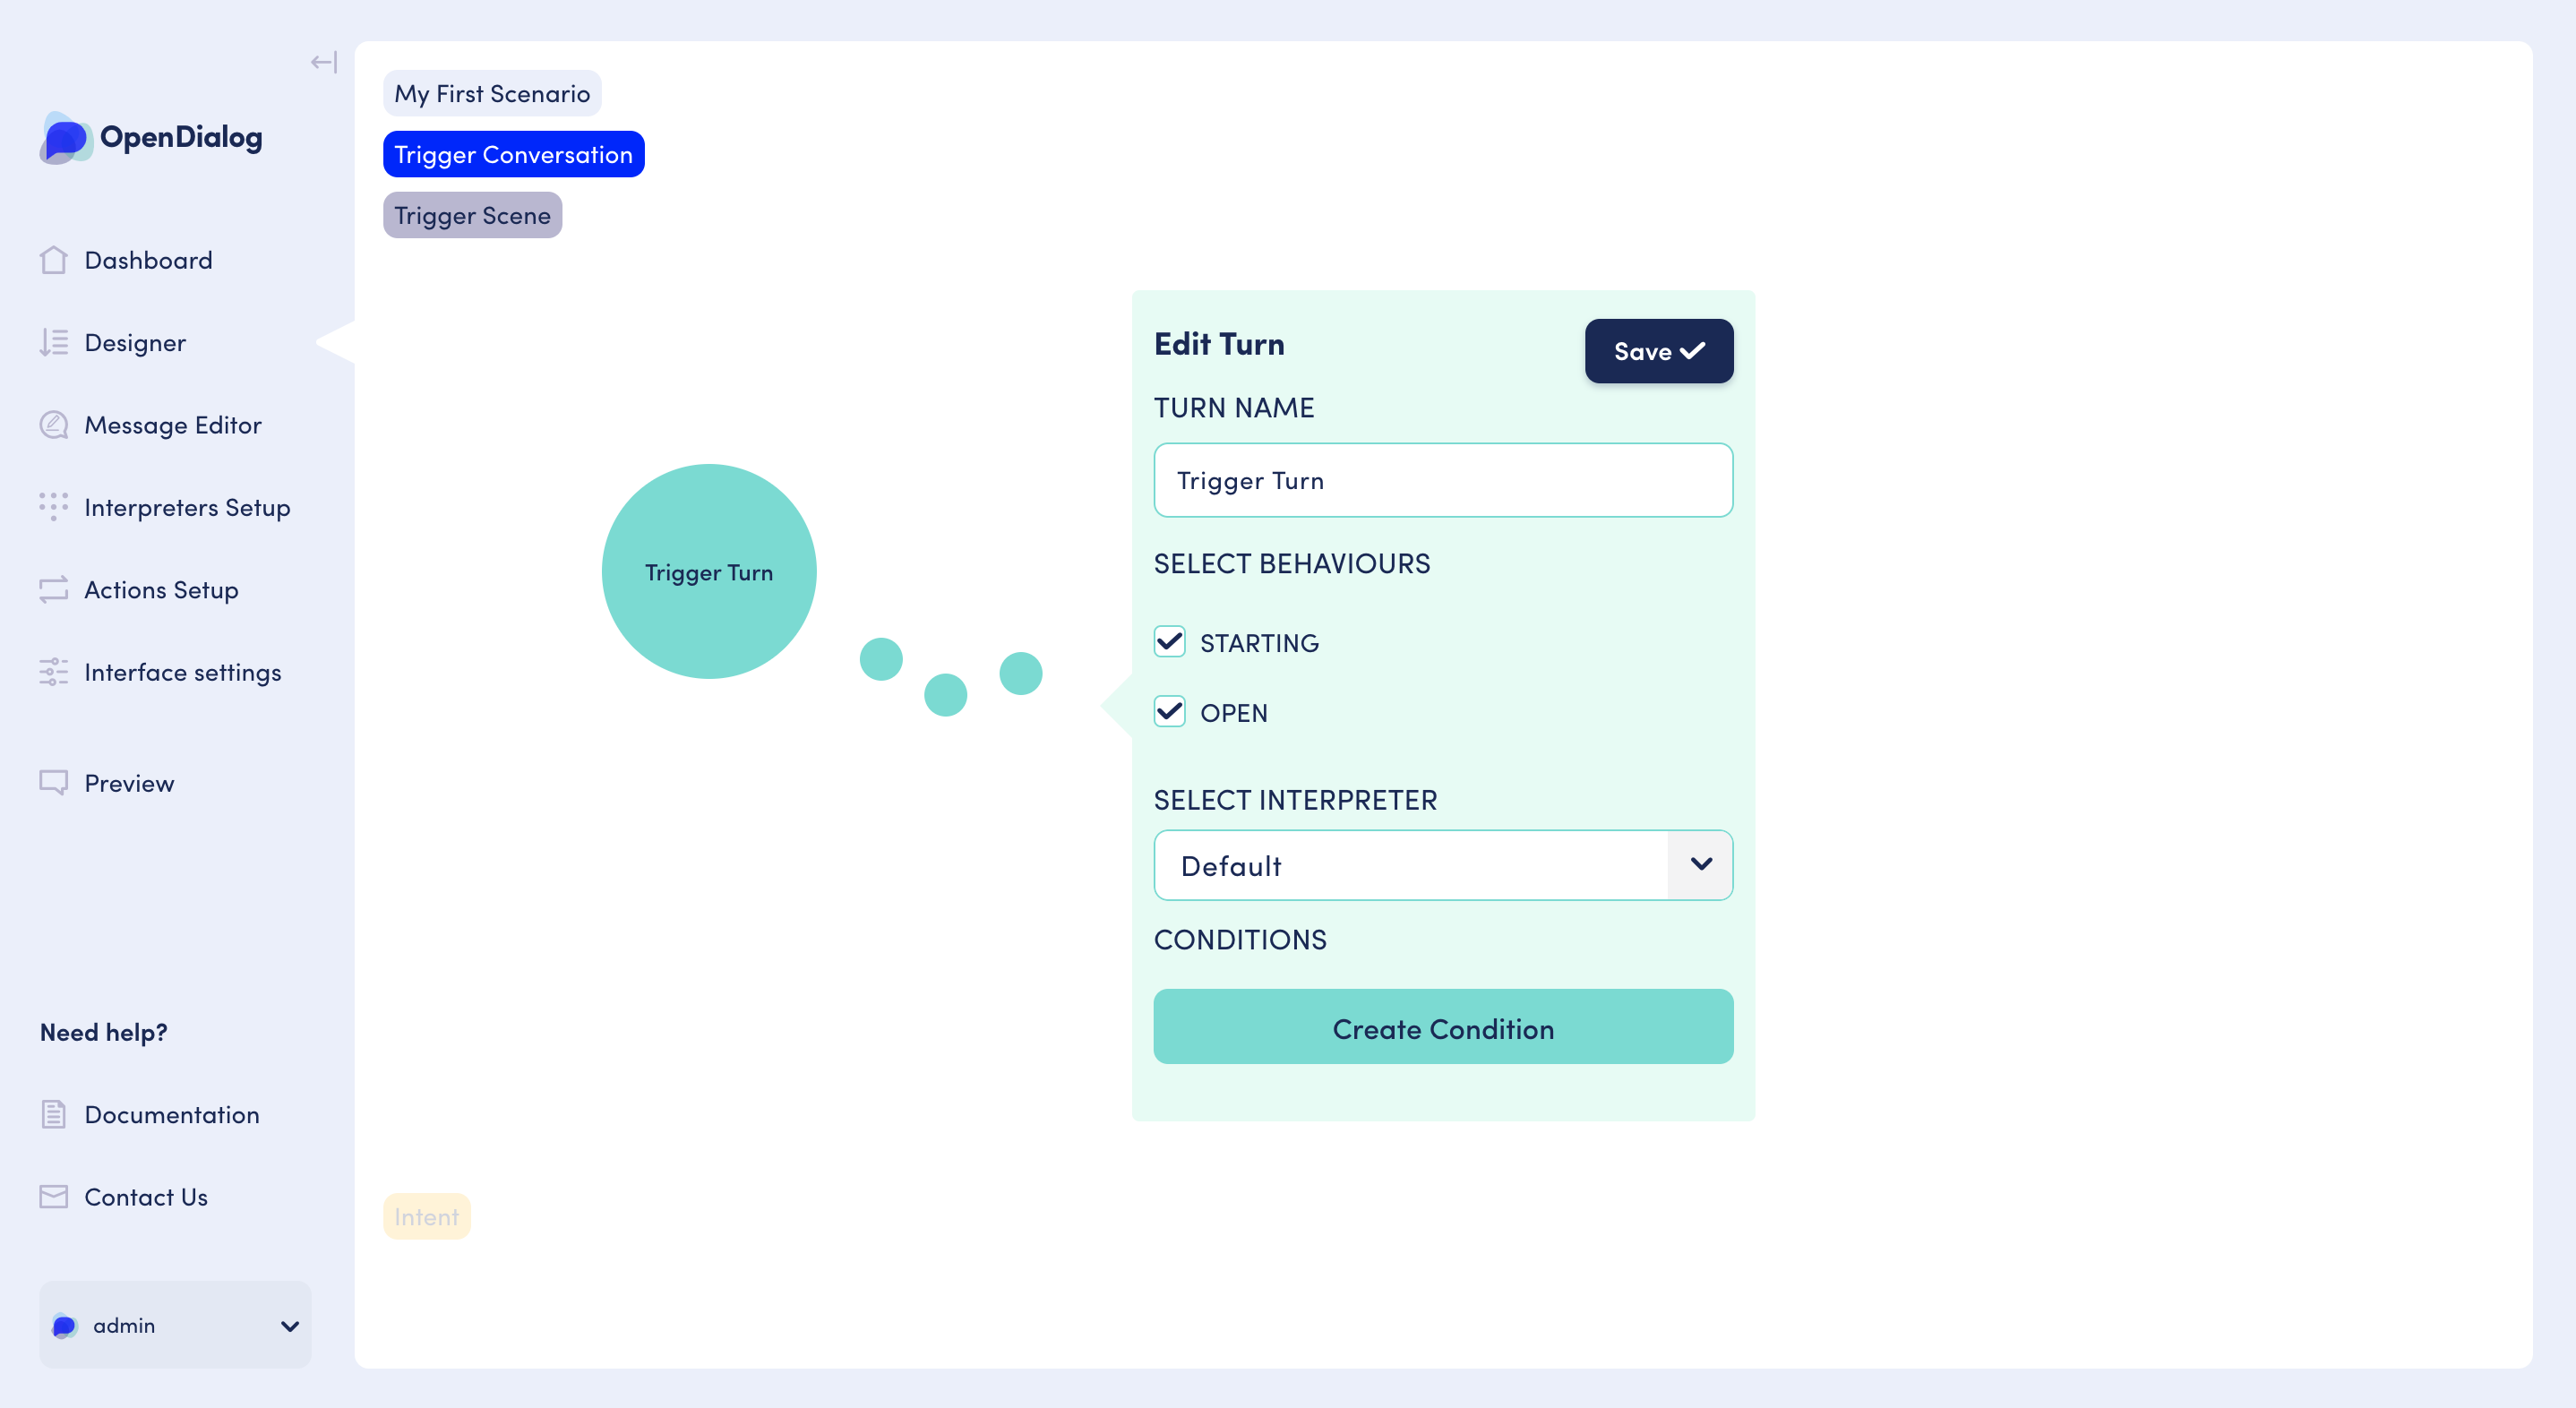 OpenDialog
Dashboard
Designer
Message Editor
Interpreters Setup
Actions Setup
Interface settings
Preview
Need help?
Documentation
Contact Us
admin
My First Scenario
Trigger Conversation
Trigger Scene
Trigger Turn
Edit Turn
Save
TURN NAME
Trigger Turn
SELECT BEHAVIOURS
STARTING
OPEN
SELECT INTERPRETER
Default
CONDITIONS
Create Condition
Intent